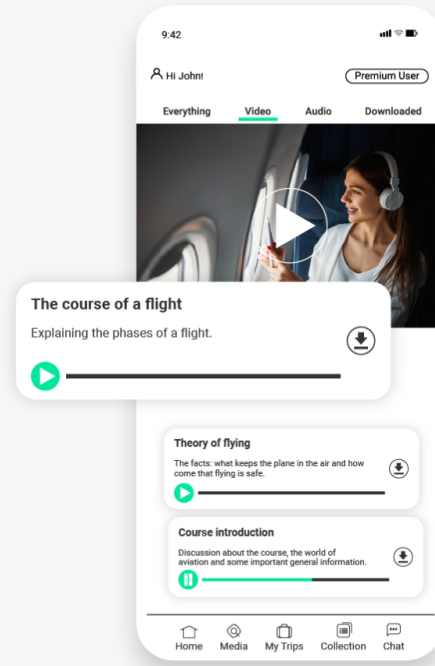 9:42
Hi John!
Premium User
Everything Video Audio Downloaded
The course of a flight
Explaining the phases of a flight.
Theory of flying
The facts: what keeps the plane in the air and how
come that flying is safe.
Course introduction
Discussion about the course, the world of
aviation and some important general information.
Home Media My Trips Collection Chat